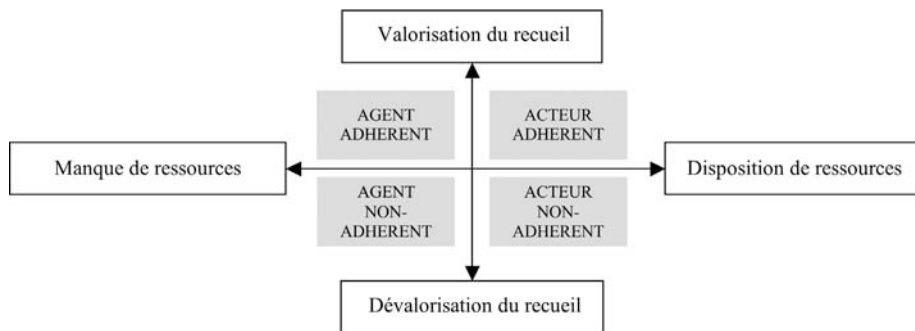 Valorisation du recueil
AGENT
ADHERENT
ACTEUR
ADHERENT
Manque de ressources
Disposition de ressources
AGENT
NON-
ADHERENT
ACTEUR
NON-
ADHERENT
Dévalorisation du recueil